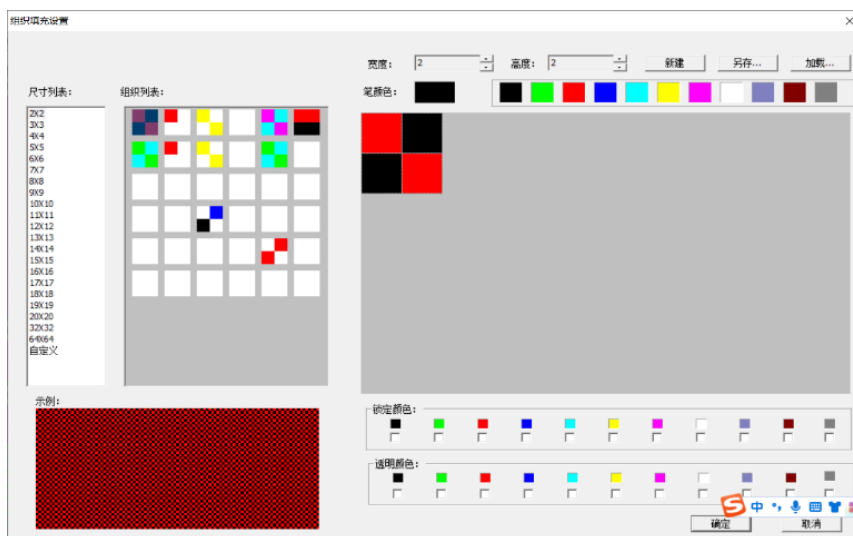 组织填充设置
宽度: 2 高度: 2 新建 另存... 加载...
尺寸列表: 组织列表: 笔颜色:
2X2
3X3
4X4
5X5
6X6
7X7
8X8
9X9
10X10
11X11
12X12
13X13
14X14
15X15
16X16
17X17
18X18
19X19
20X20
32X32
64X64
自定义
示例:
锁定颜色:
透明颜色:
中
确定 取消